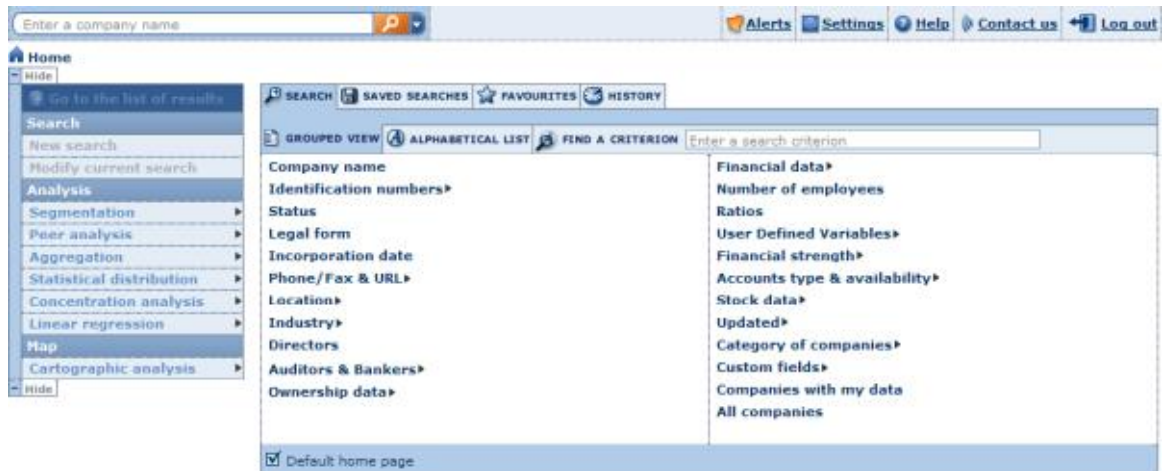 Enter a company name
Alerts Settings Help Contact us Log out
Home
Hide
Go to the list of results
Search
New search
Modify current search
Analysis
Segmentation
Peer analysis
Aggregation
Statistical distribution
Concentration analysis
Linear regression
Map
Cartographic analysis
Hide
SEARCH SAVED SEARCHES FAVOURITES HISTORY
GROUPED VIEW ALPHABETICAL LIST FIND A CRITERION Enter a search criterion
Company name
Identification numbers
Status
Legal form
Incorporation date
Phone/Fax & URL
Location
Industry
Directors
Auditors & Bankers
Ownership data
Financial data
Number of employees
Ratios
User Defined Variables
Financial strength
Accounts type & availability
Stock data
Updated
Category of companies
Custom fields
Companies with my data
All companies
Default home page